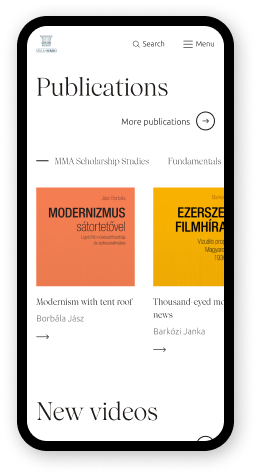 Search
Menu
Publications
More publications
MMA Scholarship Studies
Fundamentals
Jász Borbála
MODERNIZMUS
sátortetővel
EZERSZE
FILMHÍRA
Modernism with tent roof
Borbála Jász
Thousand-eyed mo
news
Barkózi Janka
New videos